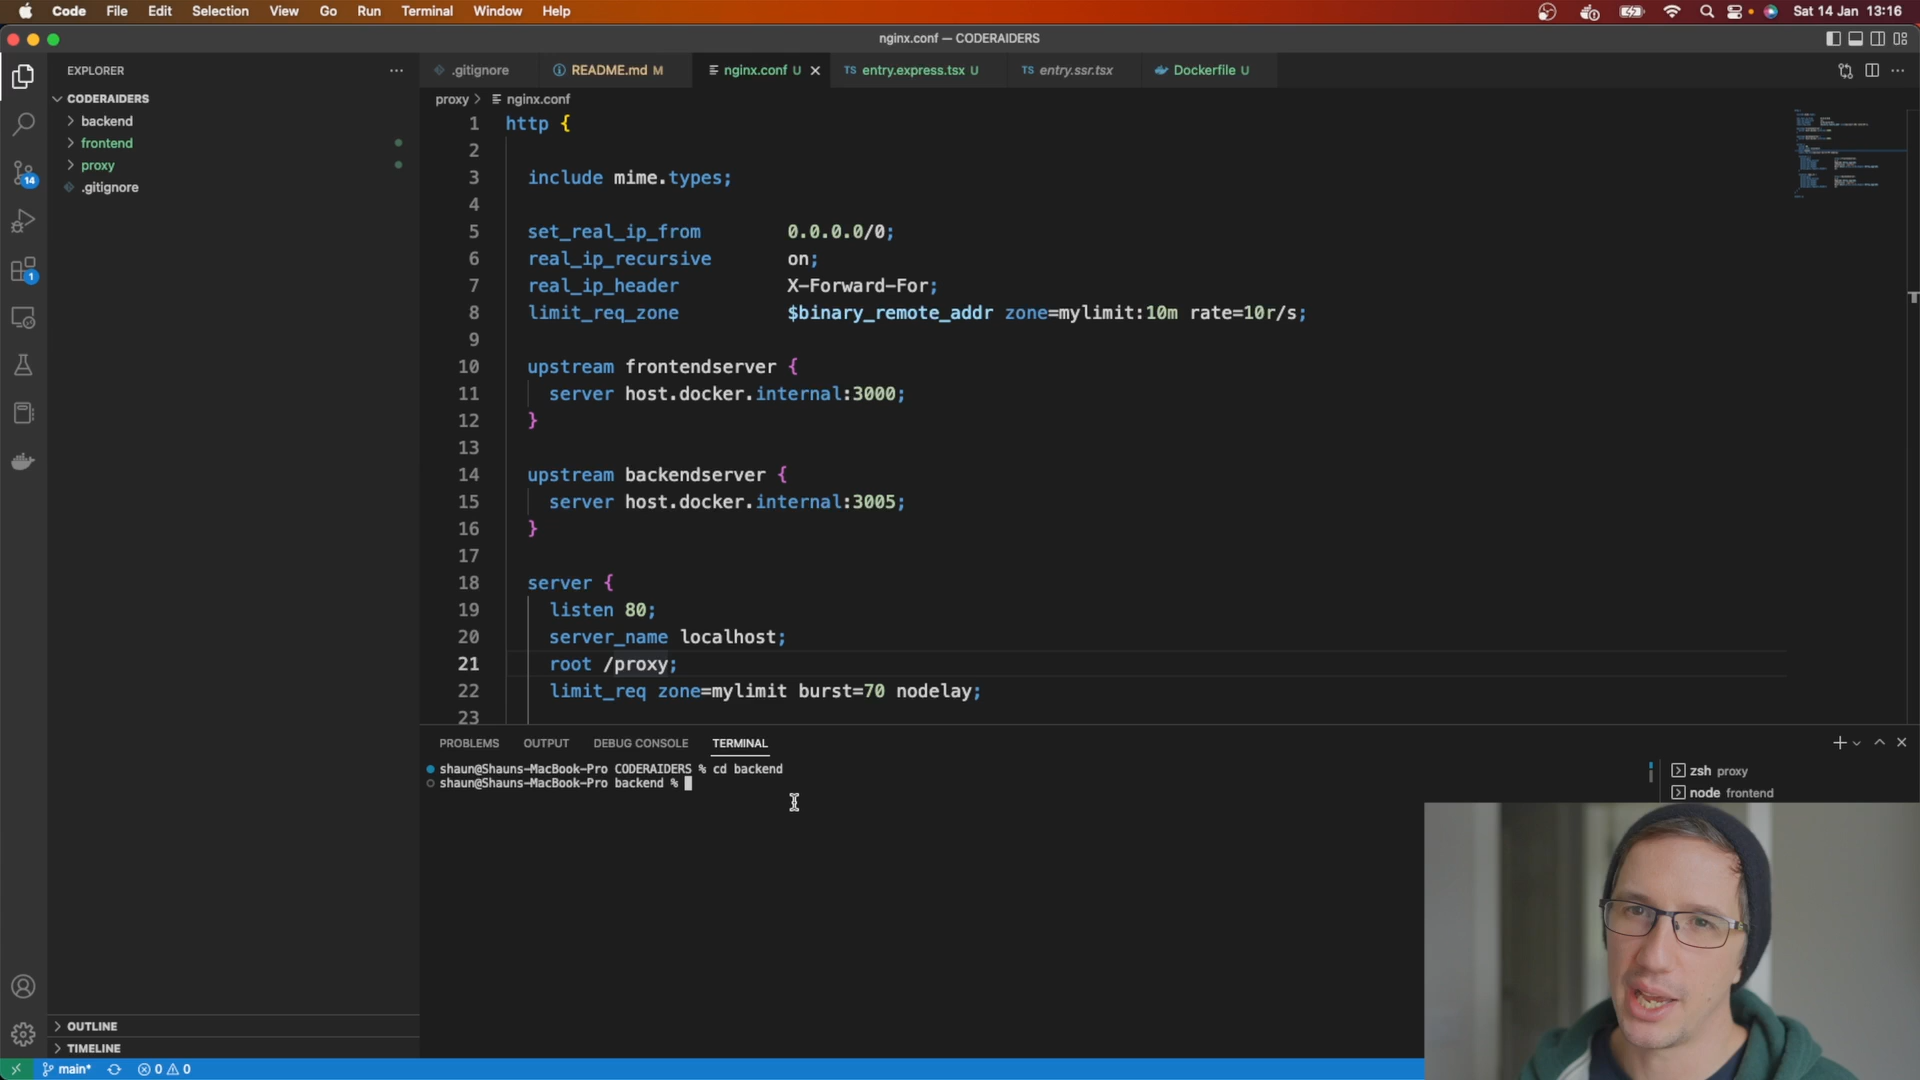 Code File Edit Selection View Go Run Terminal Window Help
Sat 14 Jan 13:16
nginx.conf — CODERAIDERS
EXPLORER
CODERAIDERS
backend
frontend
proxy
.gitignore
14
1
OUTLINE
TIMELINE
.gitignore
README.md M
nginx.conf U
TS entry.express.tsx U
TS entry.ssr.tsx
Dockerfile U
proxy > nginx.conf
1 http {
2
3 include mime.types;
4
5 set_real_ip_from 0.0.0.0/0;
6 real_ip_recursive on;
7 real_ip_header X-Forward-For;
8 limit_req_zone $binary_remote_addr zone=mylimit:10m rate=10r/s;
9
10 upstream frontendserver {
11 server host.docker.internal:3000;
12 }
13
14 upstream backendserver {
15 server host.docker.internal:3005;
16 }
17
18 server {
19 listen 80;
20 server_name localhost;
21 root /proxy;
22 limit_req zone=mylimit burst=70 nodelay;
23
PROBLEMS OUTPUT DEBUG CONSOLE TERMINAL
shaun@Shauns-MacBook-Pro CODERAIDERS % cd backend
shaun@Shauns-MacBook-Pro backend %
zsh proxy
node frontend
main* 0 0